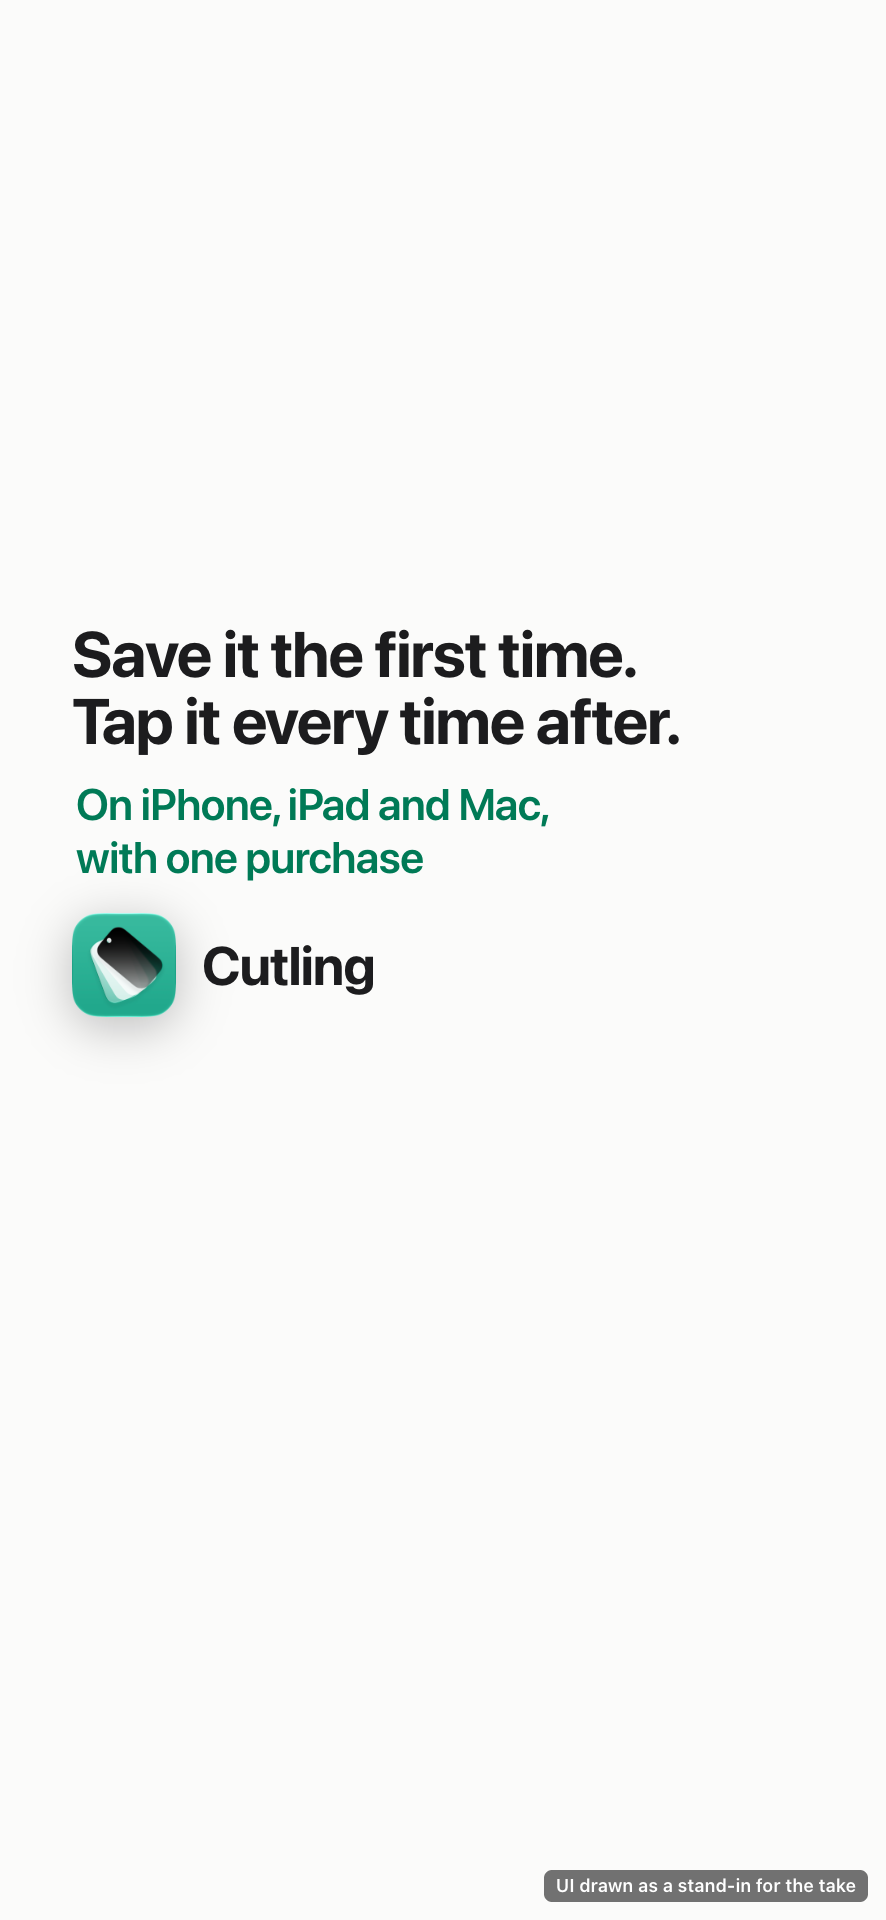 Save it the first time.
Tap it every time after.
On iPhone, iPad and Mac,
with one purchase
Cutling
UI drawn as a stand-in for the take